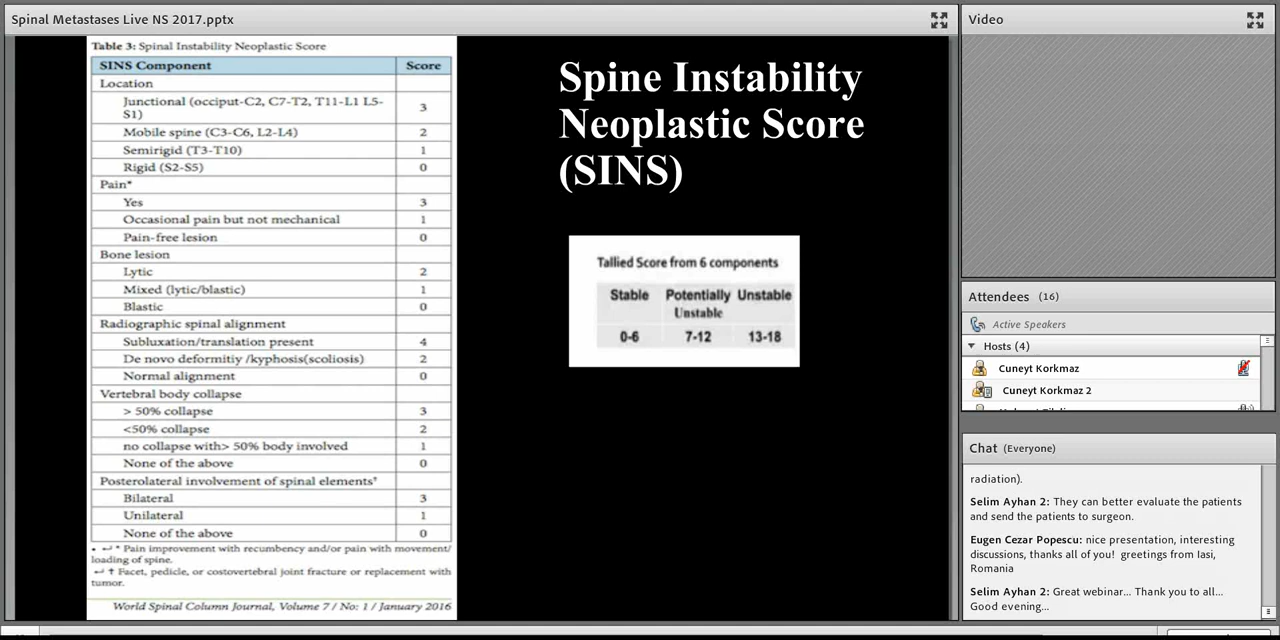 Spinal Metastases Live NS 2017.pptx
Table 3: Spinal Instability Neoplastic Score
SINS Component Score
Location
Junctional (occiput-C2, C7-T2, T11-L1 L5-
S1) 3
Mobile spine (C3-C6, L2-L4) 2
Semirigid (T3-T10) 1
Rigid (S2-S5) 0
Pain*
Yes 3
Occasional pain but not mechanical 1
Pain-free lesion 0
Bone lesion
Lytic 2
Mixed (lytic/blastic) 1
Blastic 0
Radiographic spinal alignment
Subluxation/translation present 4
De novo deformitiy /kyphosis(scoliosis) 2
Normal alignment 0
Vertebral body collapse
> 50% collapse 3
<50% collapse 2
no collapse with> 50% body involved 1
None of the above 0
Posterolateral involvement of spinal elements†
Bilateral 3
Unilateral 1
None of the above 0
• ↵ * Pain improvement with recumbency and/or pain with movement/
loading of spine.
↵ † Facet, pedicle, or costovertebral joint fracture or replacement with
tumor.
World Spinal Column Journal, Volume 7 / No: 1 / January 2016
Spine Instability
Neoplastic Score
(SINS)
Tallied Score from 6 components
Stable Potentially Unstable
Unstable
0-6 7-12 13-18
Video
Attendees (16)
Active Speakers
Hosts (4)
Cuneyt Korkmaz
Cuneyt Korkmaz 2
Chat (Everyone)
radiation).
Selim Ayhan 2: They can better evaluate the patients
and send the patients to surgeon.
Eugen Cezar Popescu: nice presentation, interesting
discussions, thanks all of you! greetings from Iasi,
Romania
Selim Ayhan 2: Great webinar... Thank you to all...
Good evening...